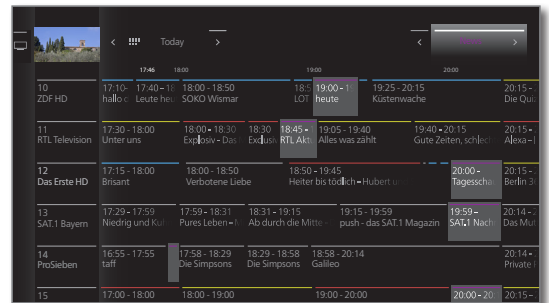 Today
17:46 18:00 19:00 20:00
10 17:10- 17:40 - 18 18:00 - 18:50 18:5 19:00 - 1 19:25 - 20:15 20:15 -
ZDF HD hallo Leute heu SOKO Wismar LOT heute Küstenwache Die Qui
11 17:30 - 18:00 18:00 - 18:30 18:30 18:45 - 19:05 - 19:40 19:40 - 20:15 20:15 -
RTL Television Unter uns Explosiv - Das Exclusiv RTL Akt Alles was zählt Gute Zeiten, schlech Alexa - I
12 17:15 - 18:00 18:00 - 18:50 18:50 - 19:45 20:00 - 20:15 -
Das Erste HD Brisant Verbotene Liebe Heiter bis tödlich - Hubert u Tagesscha Berlin 3
13 17:29 - 17:59 17:59 - 18:31 18:31 - 19:15 19:15 - 19:59 19:59 - 20:14 - 2
SAT.1 Bayern Niedrig und Ku Pures Leben - M Ab durch die Mitte - push - das SAT.1 Magazin SAT.1 Nach Das Mut
14 16:55 - 17:55 17:58 - 18:29 18:29 - 18:58 18:58 - 20:14 20:14 -
ProSieben taff Die Simpsons Die Simpsons Galileo Private
15 17:00 - 18:00 18:00 - 19:00 19:00 - 20:00 20:00 - 20 20:15 -